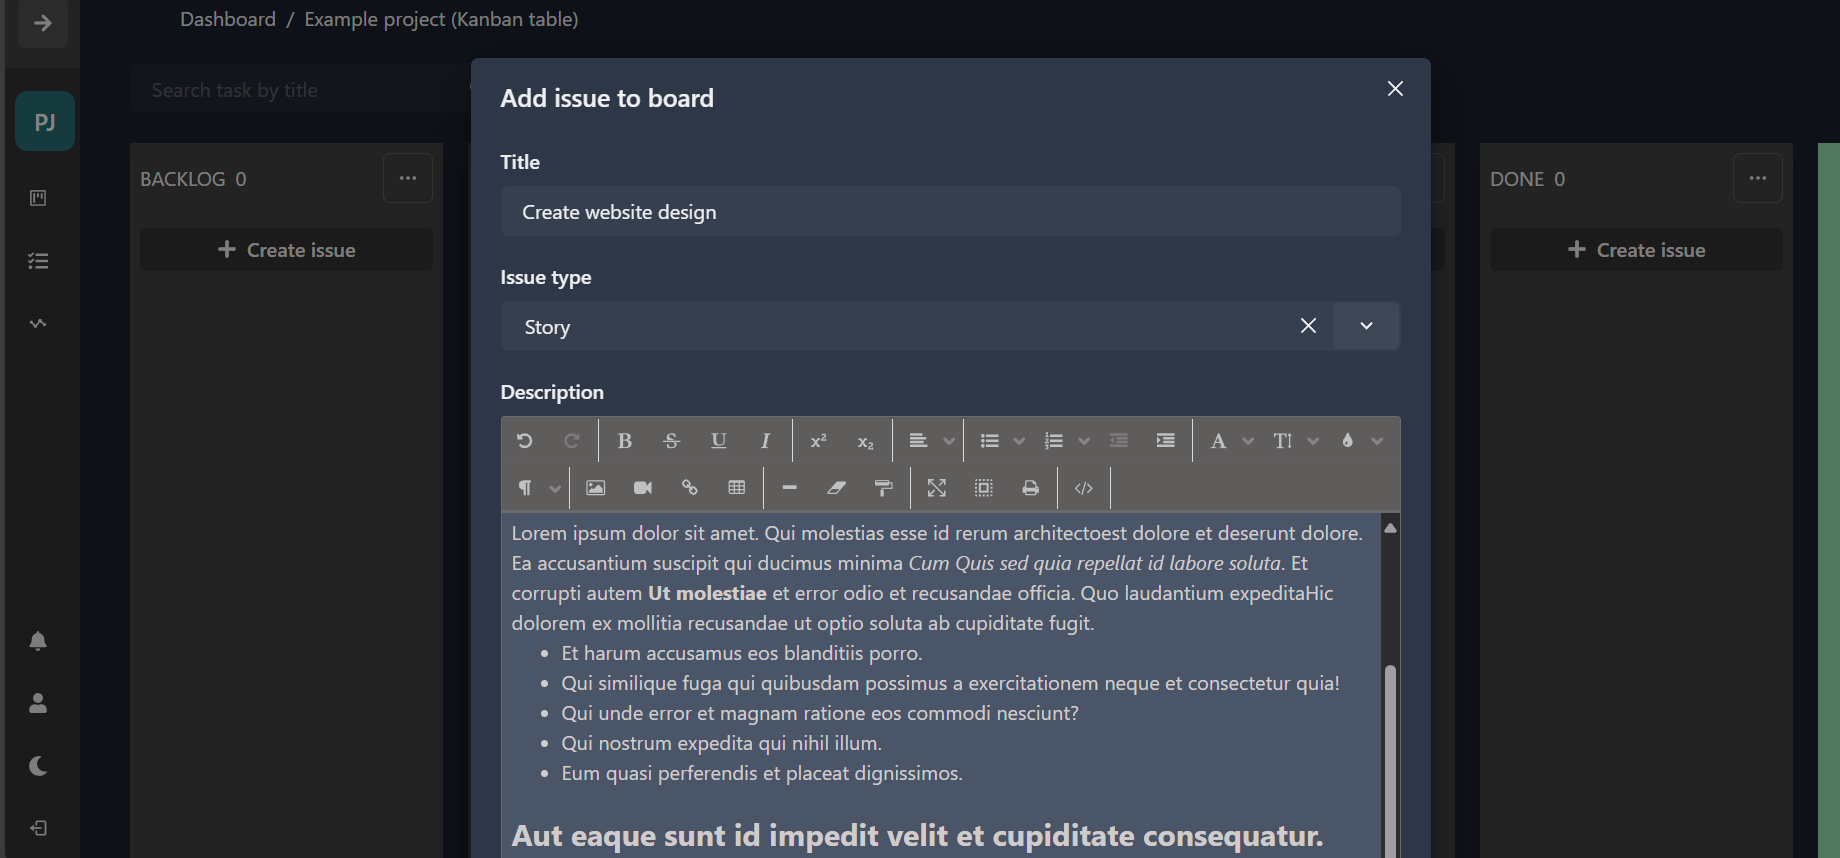 Dashboard / Example project (Kanban table)
Search task by title
PJ
BACKLOG 0
Create issue
DONE 0
Create issue
Add issue to board
Title
Create website design
Issue type
Story
Description
Lorem ipsum dolor sit amet. Qui molestias esse id rerum architectoest dolore et deserunt dolore.
Ea accusantium suscipit qui ducimus minima Cum Quis sed quia repellat id labore soluta. Et
corrupti autem Ut molestiae et error odio et recusandae officia. Quo laudantium expeditaHic
dolorem ex mollitia recusandae ut optio soluta ab cupiditate fugit.
• Et harum accusamus eos blanditiis porro.
• Qui similique fuga qui quibusdam possimus a exercitationem neque et consectetur quia!
• Qui unde error et magnam ratione eos commodi nesciunt?
• Qui nostrum expedita qui nihil illum.
• Eum quasi perferendis et placeat dignissimos.
Aut eaque sunt id impedit velit et cupiditate consequatur.